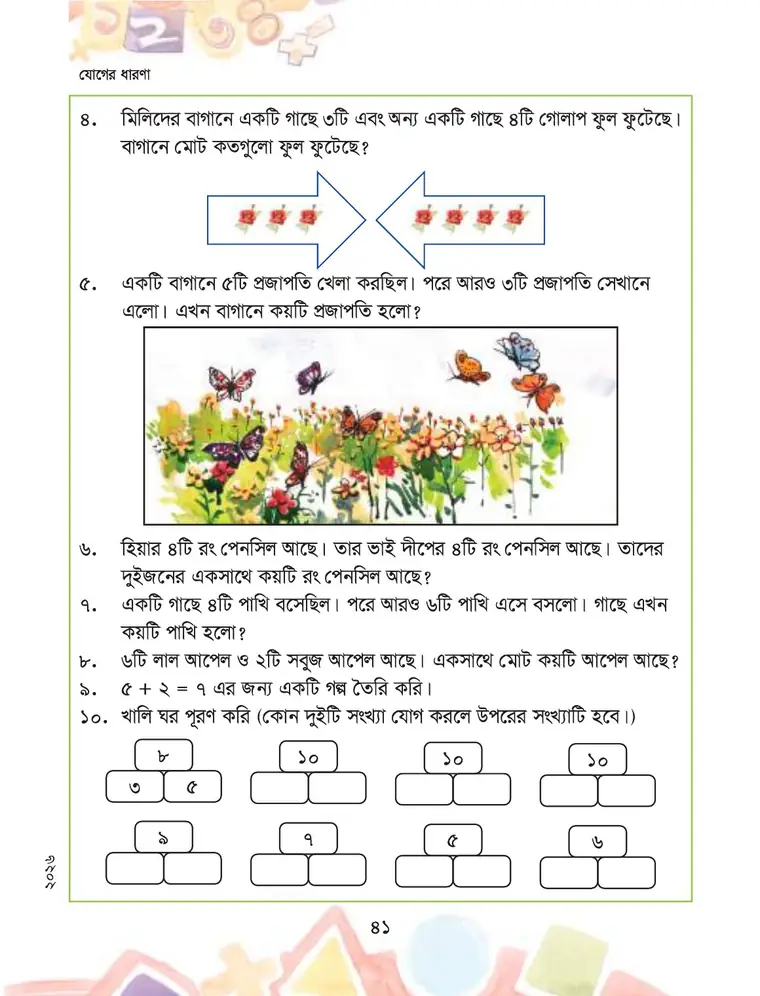 যোগের ধারণা
৪. মিলিদের বাগানে একটি গাছে ৩টি এবং অন্য একটি গাছে ৪টি গোলাপ ফুল ফুটেছে।
বাগানে মোট কতগুলো ফুল ফুটেছে?
৫. একটি বাগানে ৫টি প্রজাপতি খেলা করছিল। পরে আরও ৩টি প্রজাপতি সেখানে
এলো। এখন বাগানে কয়টি প্রজাপতি হলো?
৬. হিয়ার ৪টি রং পেনসিল আছে। তার ভাই দীপের ৪টি রং পেনসিল আছে। তাদের
দুইজনের একসাথে কয়টি রং পেনসিল আছে?
৭. একটি গাছে ৪টি পাখি বসেছিল। পরে আরও ৬টি পাখি এসে বসলো। গাছে এখন
কয়টি পাখি হলো?
৮. ৬টি লাল আপেল ও ২টি সবুজ আপেল আছে। একসাথে মোট কয়টি আপেল আছে?
৯. ৫ + ২ = ৭ এর জন্য একটি গল্প তৈরি করি।
১০. খালি ঘর পূরণ করি (কোন দুইটি সংখ্যা যোগ করলে উপরের সংখ্যাটি হবে।)
৮ ১০ ১০ ১০
৩ ৫
৯ ৭ ৫ ৬
২০২৬
৪১